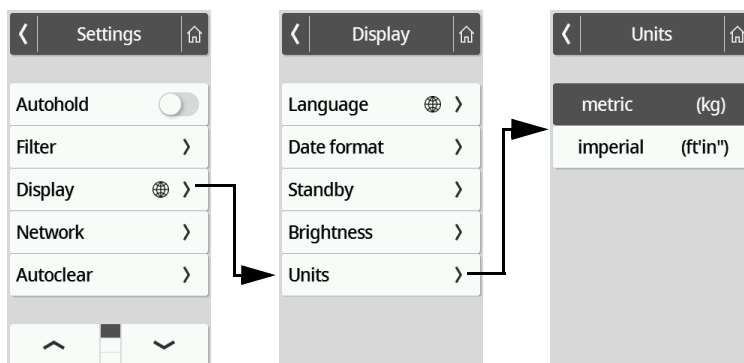 Settings
Autohold
Filter
Display
Network
Autoclear
Display
Language
Date format
Standby
Brightness
Units
Units
metric (kg)
imperial (ft'in")